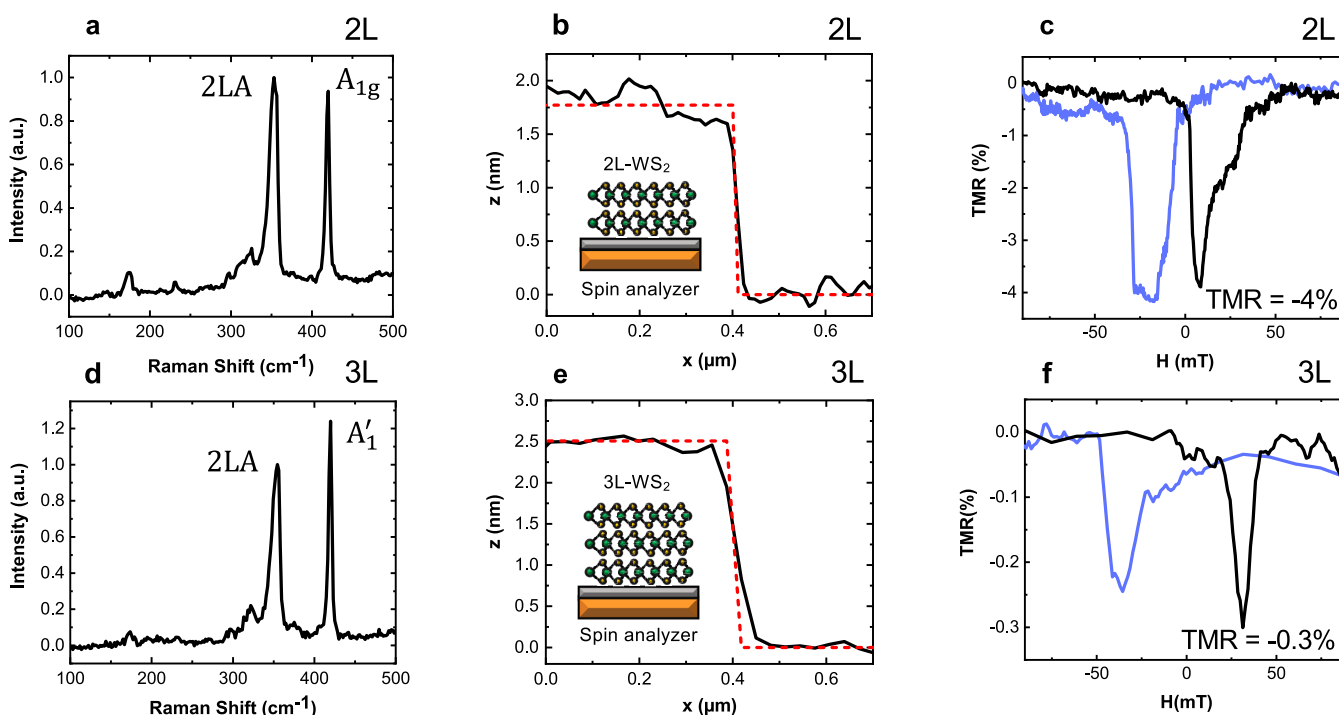 a 2L
2LA
A1g
1.0
0.8
0.6
0.4
0.2
0.0
Intensity (a.u.)
100 200 300 400 500
Raman Shift (cm-1)
b 2L
2.5
2.0
1.5
1.0
0.5
0.0
z (nm)
2L-WS2
Spin analyzer
0.0 0.2 0.4 0.6
x (μm)
c 2L
0
-1
-2
-3
-4
TMR (%)
TMR = -4%
-50 0 50
H (mT)
d 3L
2LA
A′1
1.2
1.0
0.8
0.6
0.4
0.2
0.0
Intensity (a.u.)
100 200 300 400 500
Raman Shift (cm-1)
e 3L
3.0
2.5
2.0
1.5
1.0
0.5
0.0
z (nm)
3L-WS2
Spin analyzer
0.0 0.2 0.4 0.6
x (μm)
f 3L
0.0
-0.1
-0.2
-0.3
TMR(%)
TMR = -0.3%
-50 0 50
H(mT)